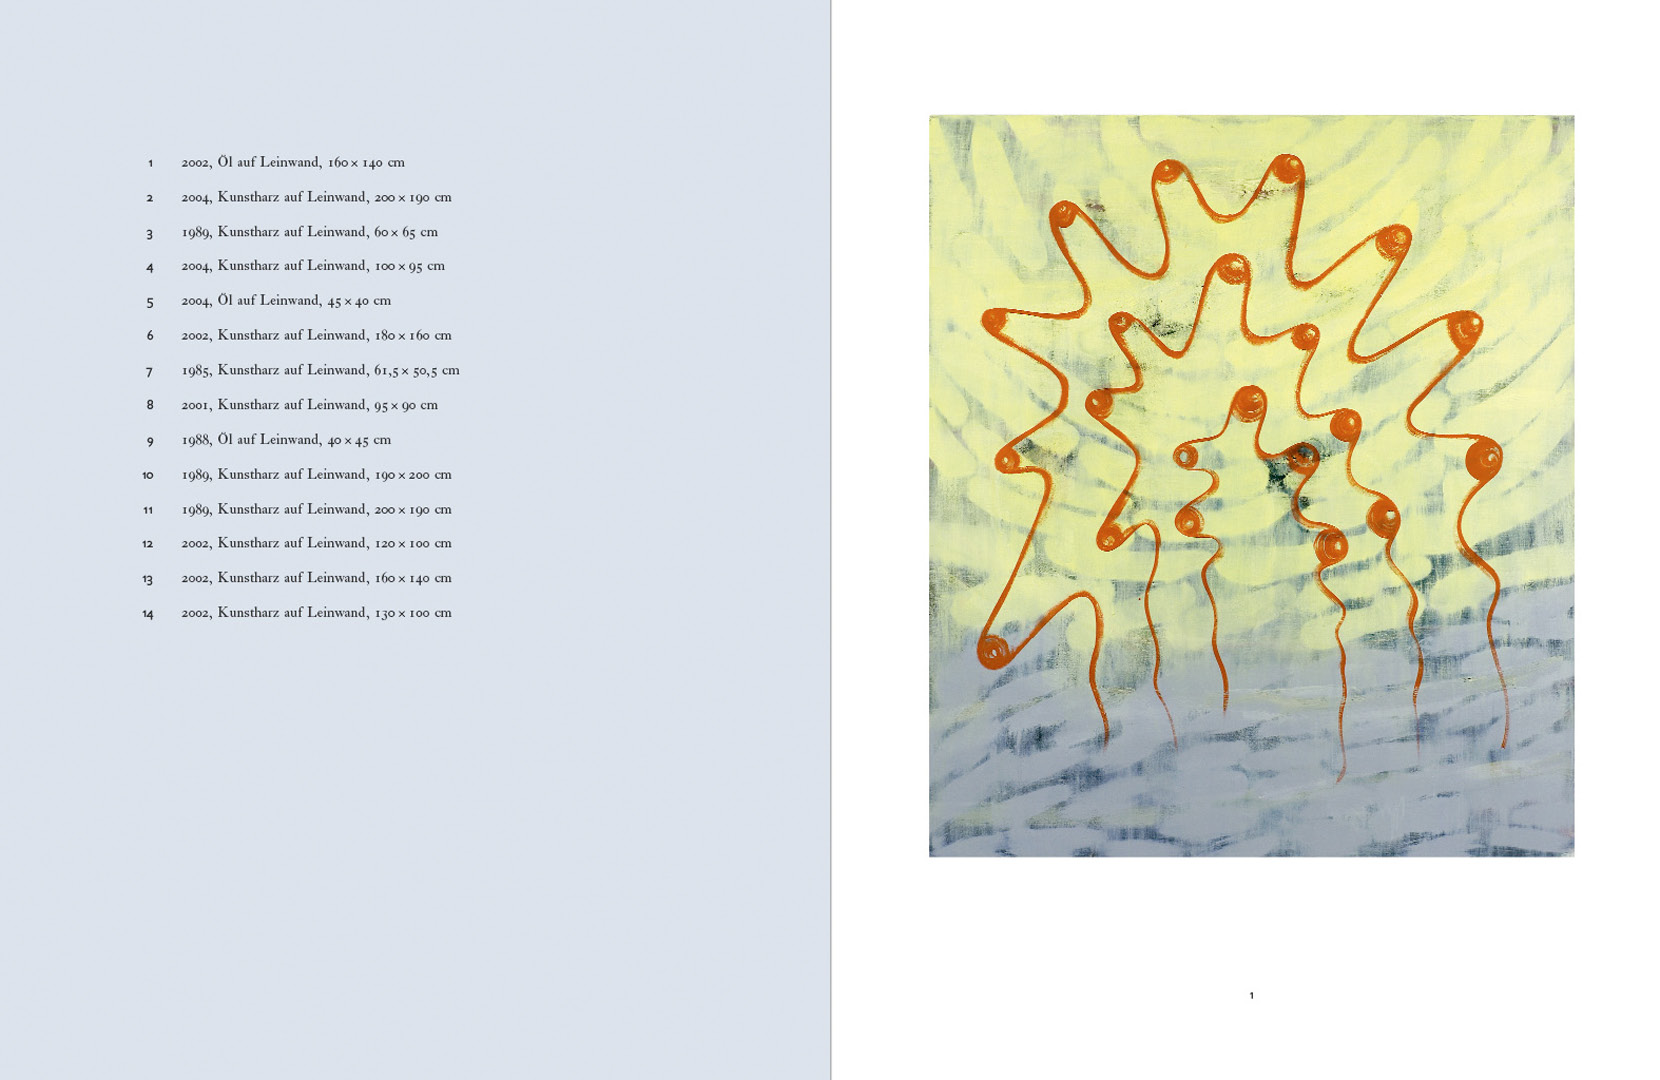 1 2002, Öl auf Leinwand, 160 × 140 cm
2 2004, Kunstharz auf Leinwand, 200 × 190 cm
3 1989, Kunstharz auf Leinwand, 60 × 65 cm
4 2004, Kunstharz auf Leinwand, 100 × 95 cm
5 2004, Öl auf Leinwand, 45 × 40 cm
6 2002, Kunstharz auf Leinwand, 180 × 160 cm
7 1985, Kunstharz auf Leinwand, 61,5 × 50,5 cm
8 2001, Kunstharz auf Leinwand, 95 × 90 cm
9 1988, Öl auf Leinwand, 40 × 45 cm
10 1989, Kunstharz auf Leinwand, 190 × 200 cm
11 1989, Kunstharz auf Leinwand, 200 × 190 cm
12 2002, Kunstharz auf Leinwand, 120 × 100 cm
13 2002, Kunstharz auf Leinwand, 160 × 140 cm
14 2002, Kunstharz auf Leinwand, 130 × 100 cm
1